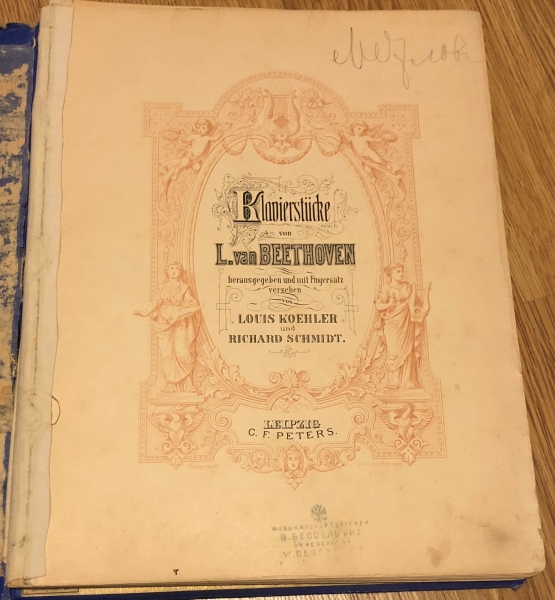 Klavierstücke
von
L. van BEETHOVEN
herausgegeben und mit Fingersatz
versehen
von
LOUIS KOEHLER
und
RICHARD SCHMIDT.
LEIPZIG
C. F. PETERS.